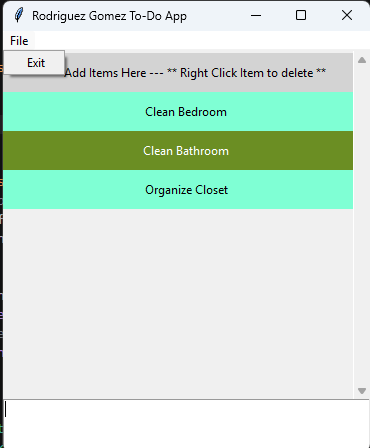 Rodriguez Gomez To-Do App
File
Exit
Add Items Here --- ** Right Click Item to delete **
Clean Bedroom
Clean Bathroom
Organize Closet